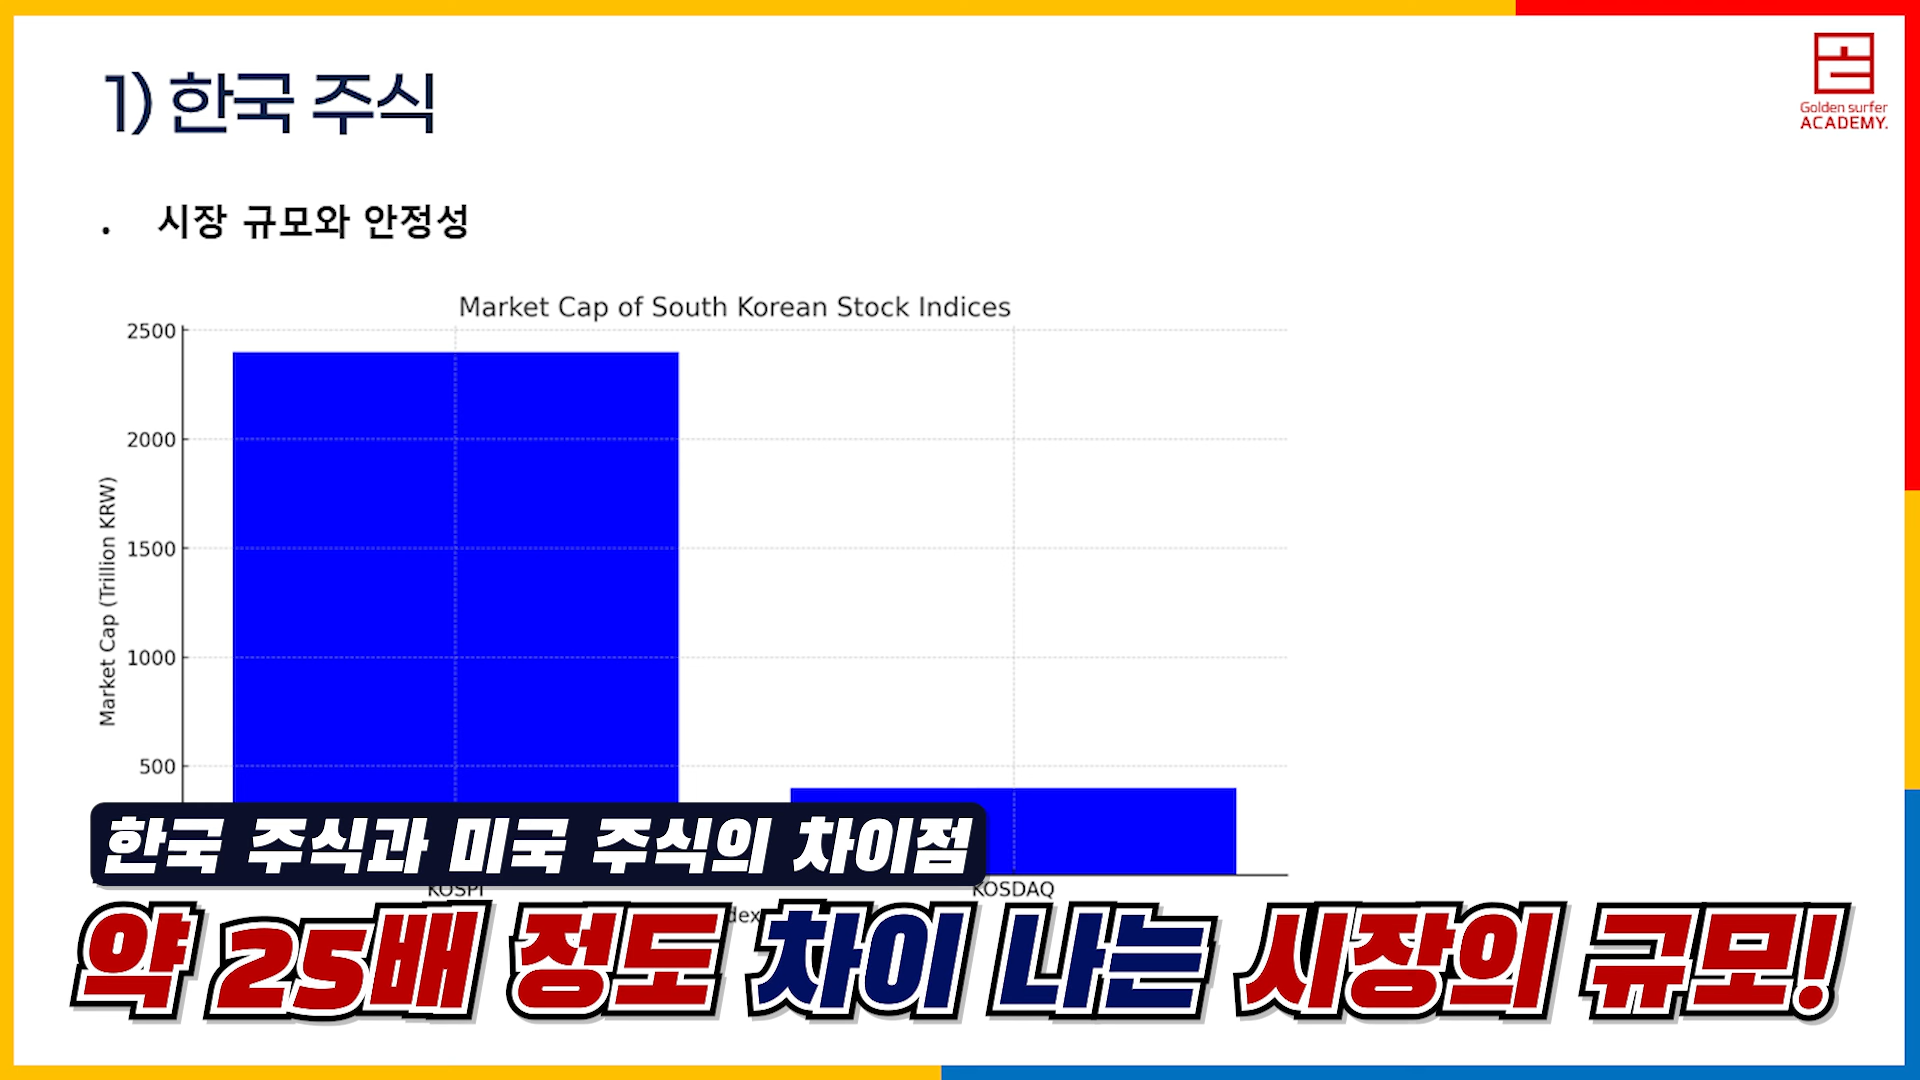 1) 한국 주식
Golden surfer
ACADEMY.
. 시장 규모와 안정성
Market Cap of South Korean Stock Indices
Market Cap (Trillion KRW)
2500
2000
1500
1000
500
KOSPI
KOSDAQ
한국 주식과 미국 주식의 차이점
약 25배 정도 차이 나는 시장의 규모!